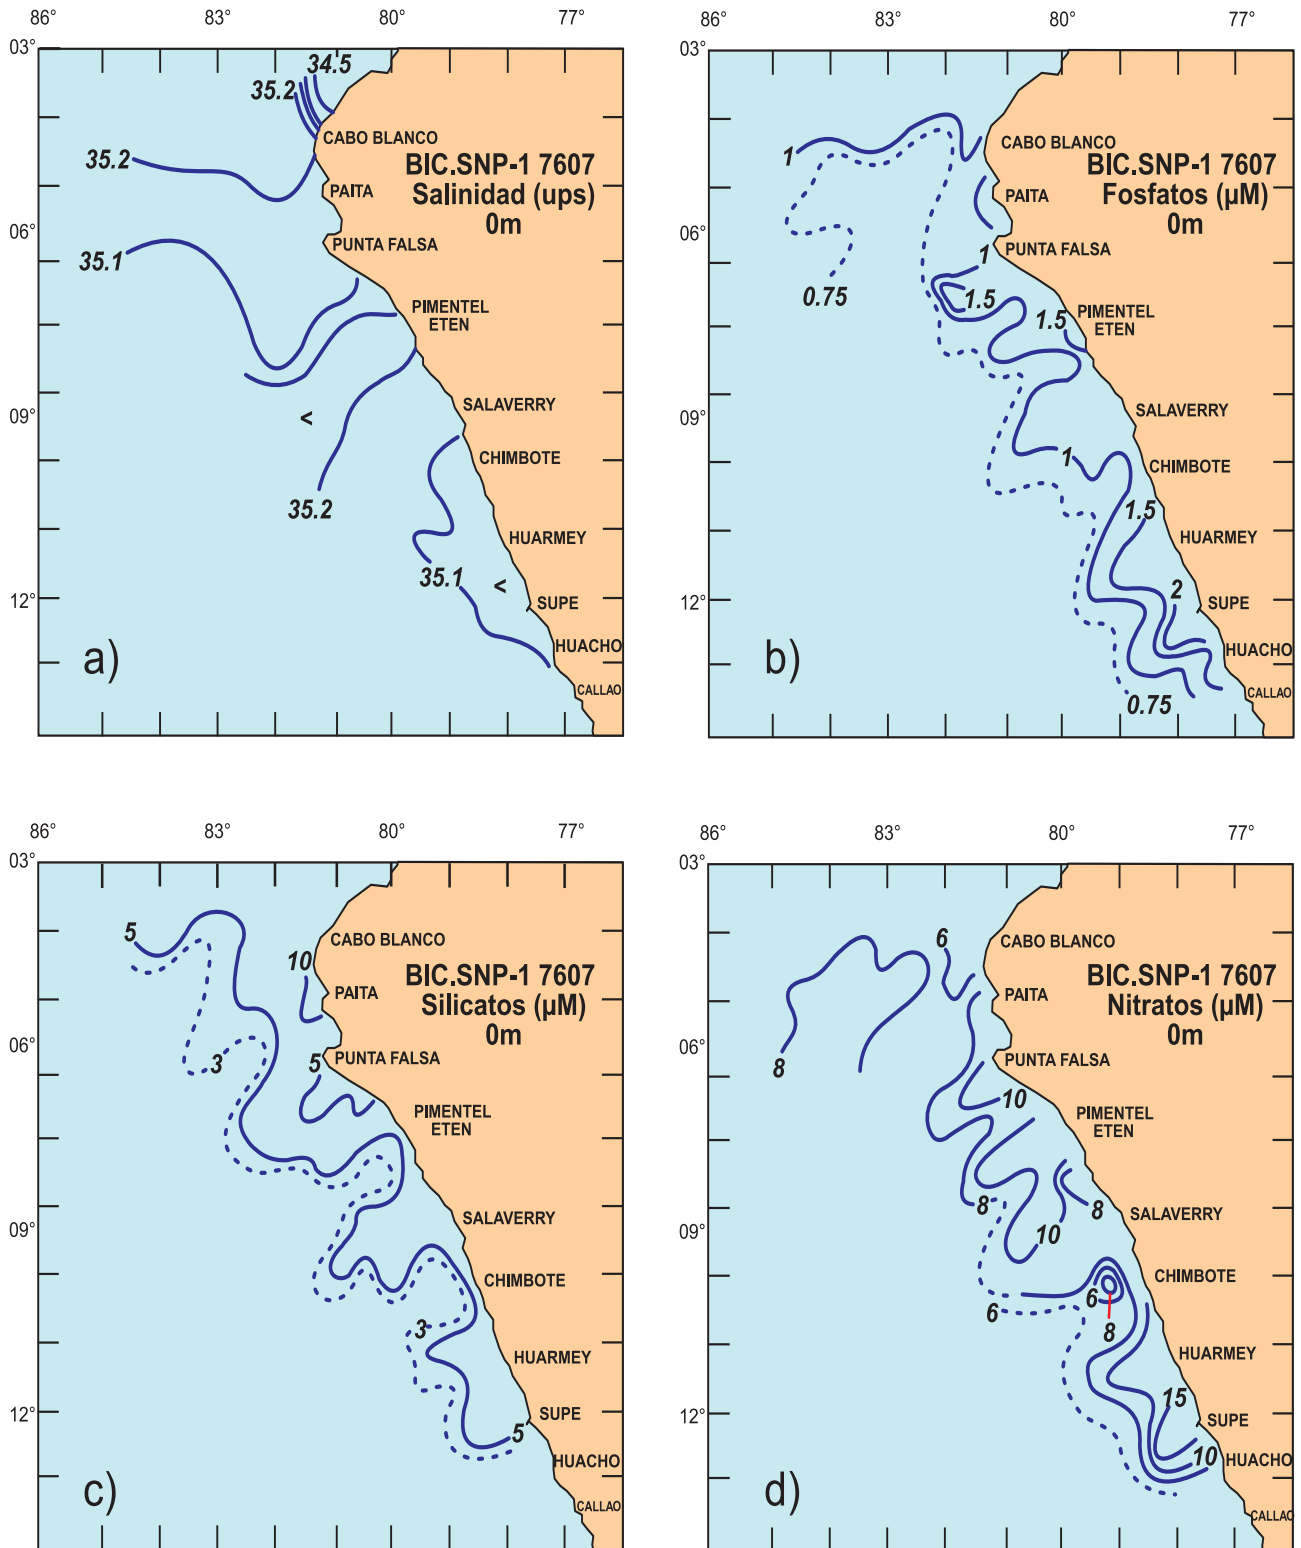 86° 83° 80° 77°
03°
34.5
35.2
CABO BLANCO
35.2
BIC.SNP-1 7607
Salinidad (ups)
0m
PAITA
06°
PUNTA FALSA
35.1
PIMENTEL
ETEN
09°
SALAVERRY
<
CHIMBOTE
35.2
HUARMEY
35.1
<
12°
SUPE
HUACHO
a)
CALLAO
86° 83° 80° 77°
03°
CABO BLANCO
1
BIC.SNP-1 7607
Fosfatos (µM)
0m
PAITA
06°
PUNTA FALSA
1
0.75
1.5
1.5
PIMENTEL
ETEN
09°
SALAVERRY
1
CHIMBOTE
1.5
HUARMEY
2
12°
SUPE
HUACHO
b)
CALLAO
0.75
86° 83° 80° 77°
03°
5
CABO BLANCO
10
BIC.SNP-1 7607
Silicatos (µM)
0m
PAITA
06°
3
5
PUNTA FALSA
PIMENTEL
ETEN
09°
SALAVERRY
CHIMBOTE
3
HUARMEY
12°
SUPE
5
HUACHO
c)
CALLAO
86° 83° 80° 77°
03°
6
CABO BLANCO
BIC.SNP-1 7607
Nitratos (µM)
0m
PAITA
06°
8
PUNTA FALSA
10
PIMENTEL
ETEN
8
8
SALAVERRY
09°
10
CHIMBOTE
6
6
8
HUARMEY
15
12°
SUPE
10
HUACHO
d)
CALLAO